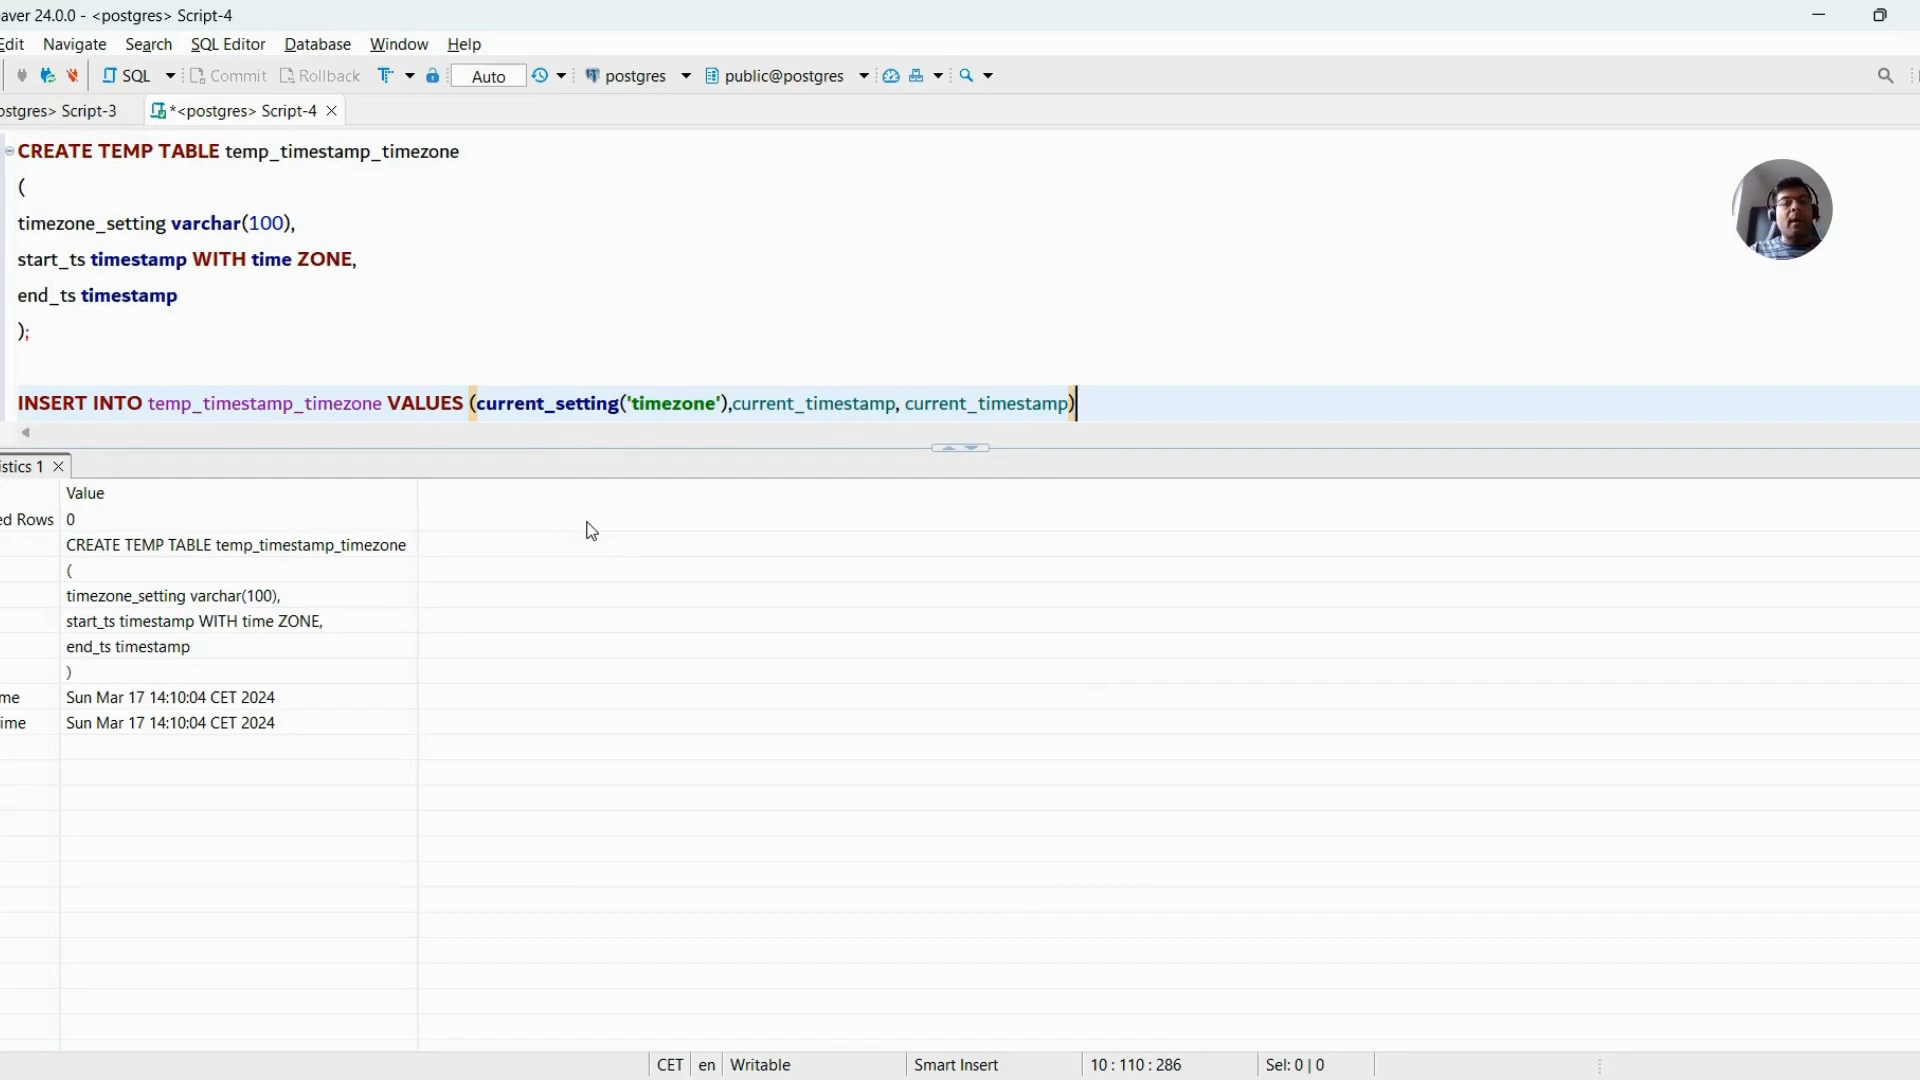 aver 24.0.0 - <postgres> Script-4
Edit Navigate Search SQL Editor Database Window Help
SQL Commit Rollback Auto postgres public@postgres
ostgres> Script-3 *<postgres> Script-4
CREATE TEMP TABLE temp_timestamp_timezone
(
timezone_setting varchar(100),
start_ts timestamp WITH time ZONE,
end_ts timestamp
);
INSERT INTO temp_timestamp_timezone VALUES (current_setting('timezone'),current_timestamp, current_timestamp)
istics 1
Value
ed Rows 0
CREATE TEMP TABLE temp_timestamp_timezone
(
timezone_setting varchar(100),
start_ts timestamp WITH time ZONE,
end_ts timestamp
)
me Sun Mar 17 14:10:04 CET 2024
ime Sun Mar 17 14:10:04 CET 2024
CET en Writable Smart Insert 10 : 110 : 286 Sel: 0 | 0